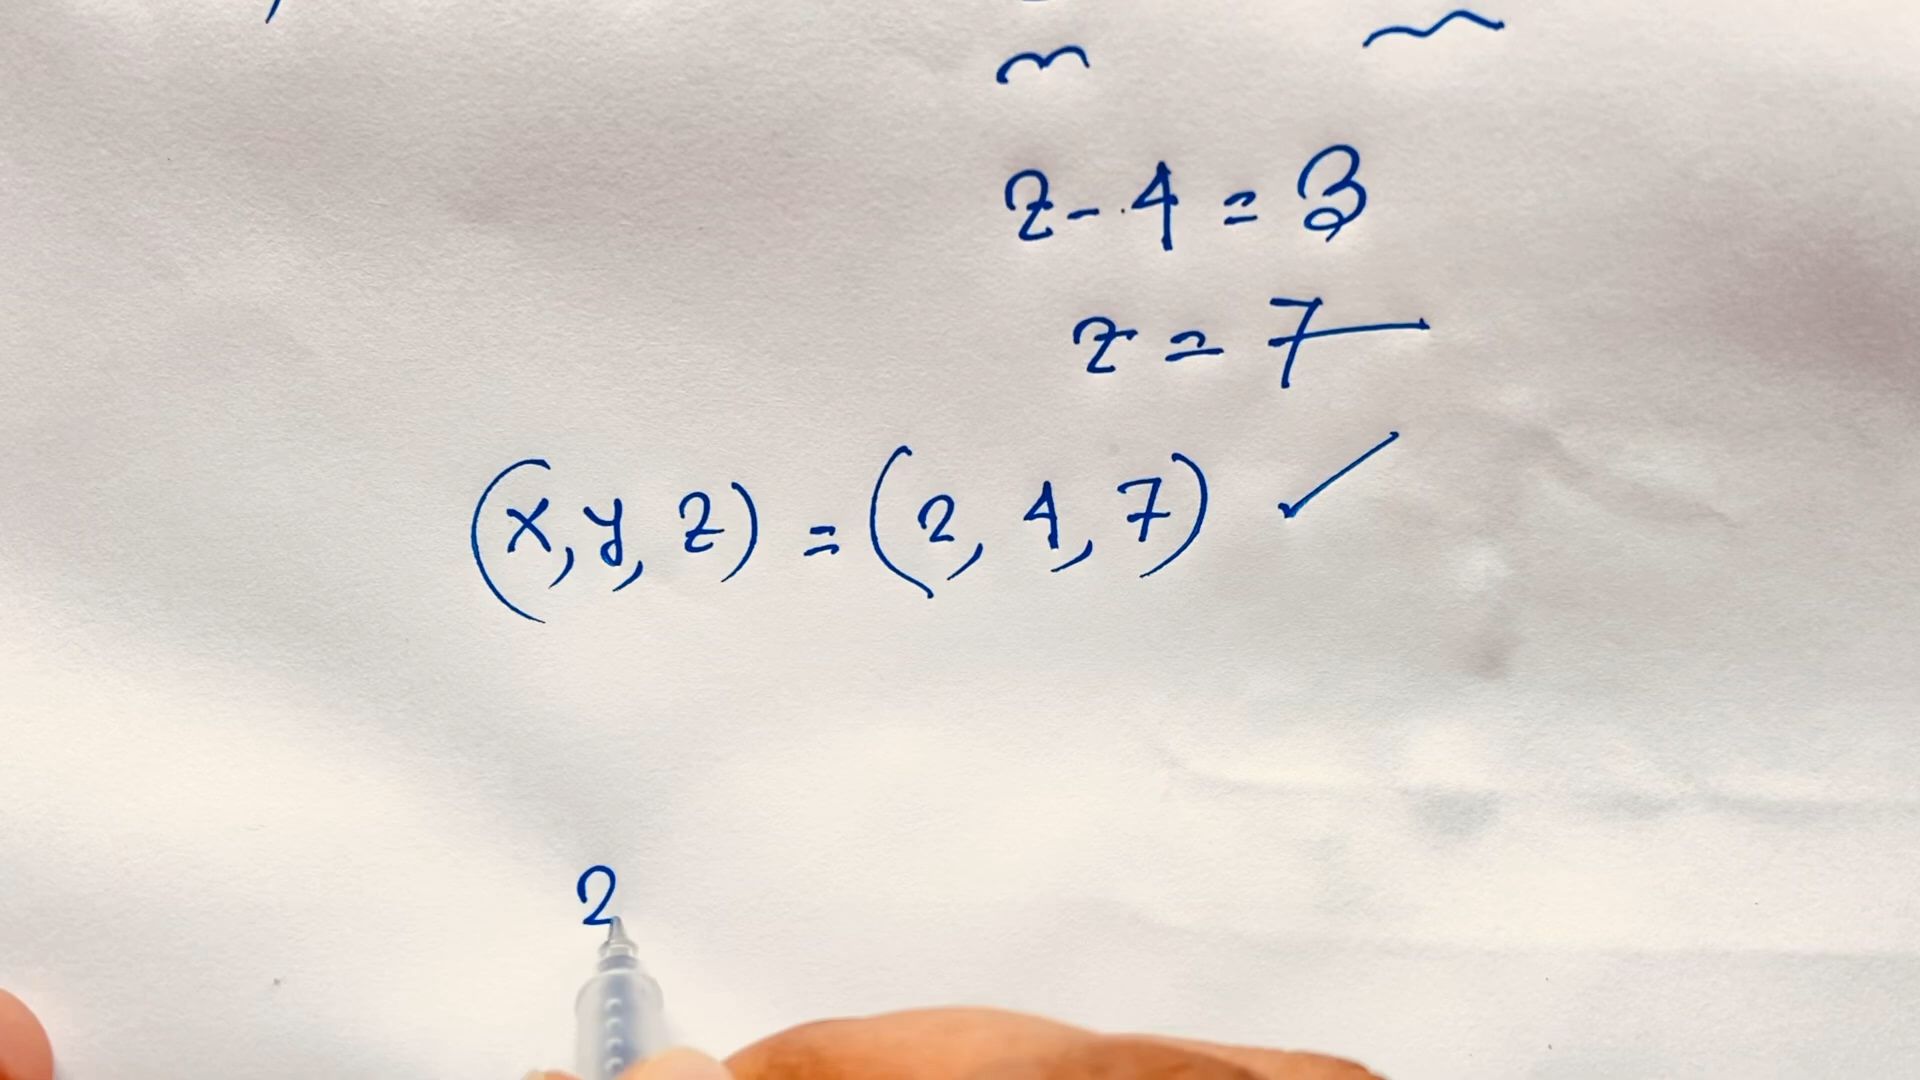 z - 4 = 3
z = 7
(x, y, z) = (2, 4, 7) ✓
2